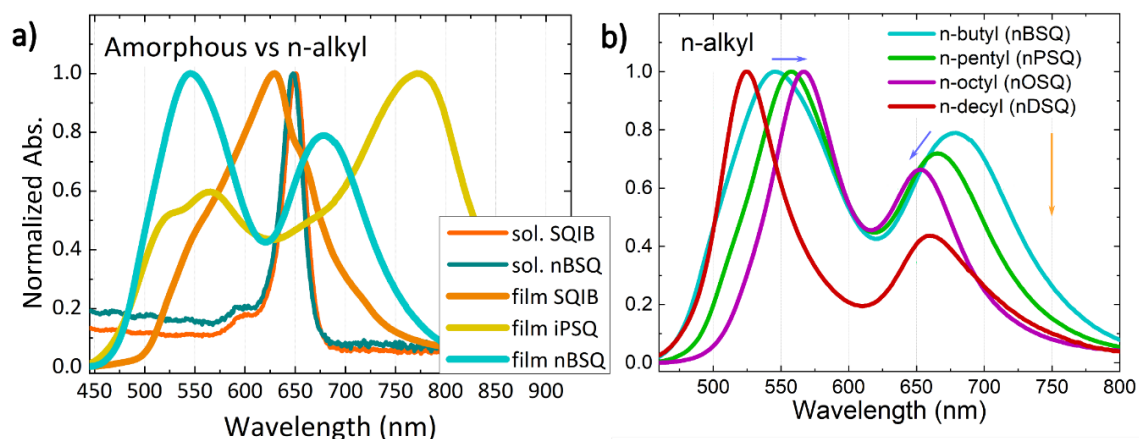 a)
Amorphous vs n-alkyl
Normalized Abs.
1.0
0.8
0.6
0.4
0.2
0.0
sol. SQIB
sol. nBSQ
film SQIB
film iPSQ
film nBSQ
450 500 550 600 650 700 750 800 850 900
Wavelength (nm)
b)
n-alkyl
n-butyl (nBSQ)
n-pentyl (nPSQ)
n-octyl (nOSQ)
n-decyl (nDSQ)
1.0
0.8
0.6
0.4
0.2
0.0
500 550 600 650 700 750 800
Wavelength (nm)